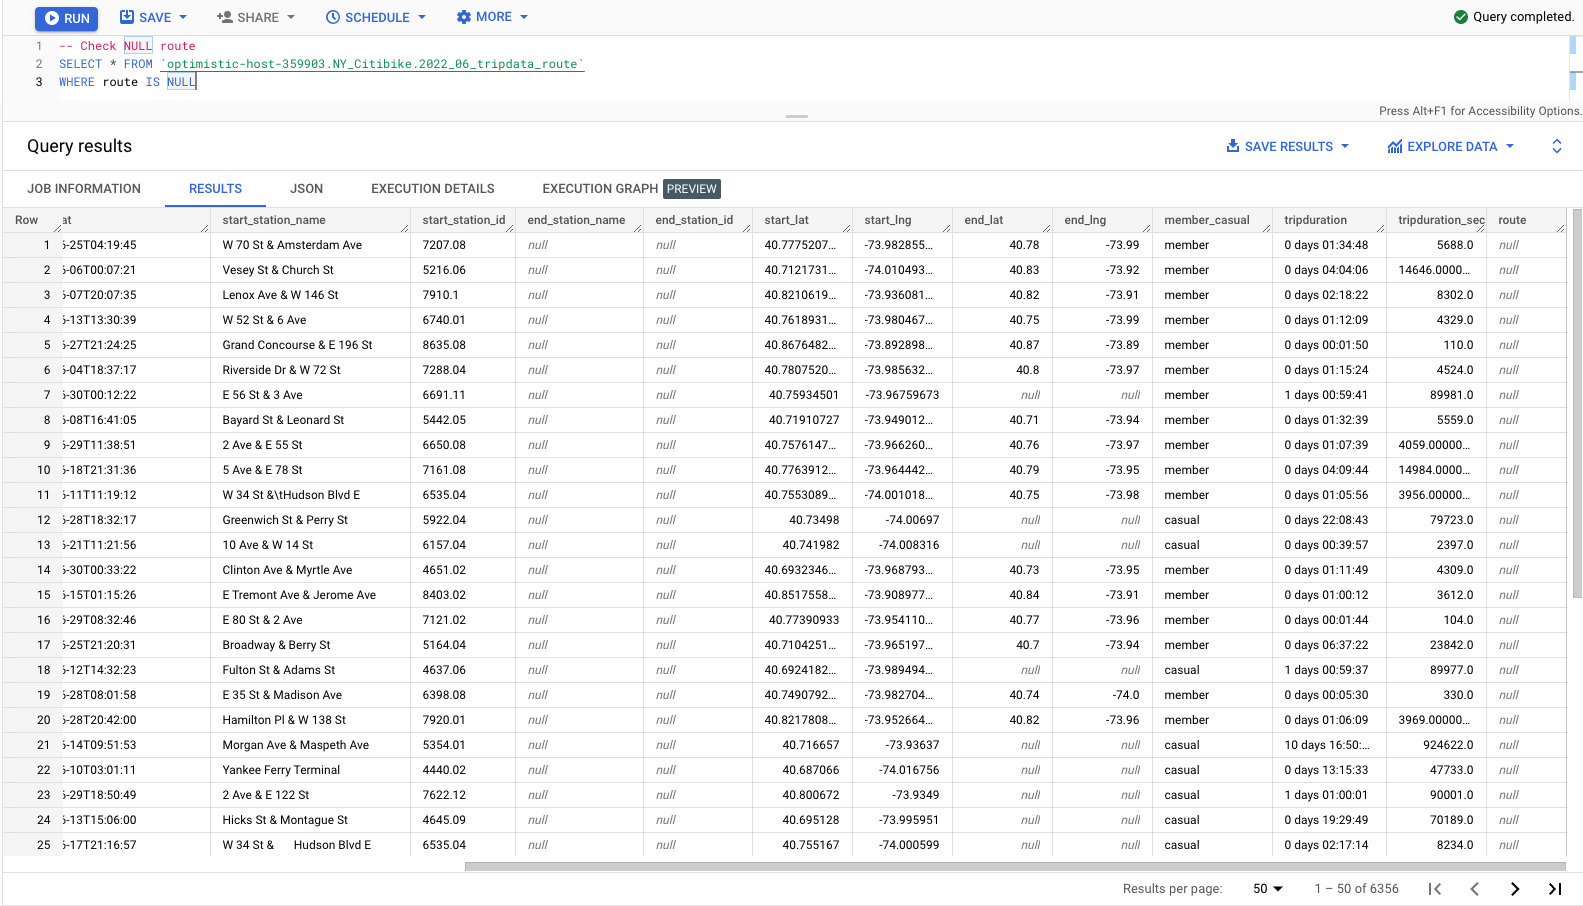 RUN SAVE SHARE SCHEDULE MORE Query completed.
1 -- Check NULL route
2 SELECT * FROM `optimistic-host-359903.NY_Citibike.2022_06_tripdata_route`
3 WHERE route IS NULL
Press Alt+F1 for Accessibility Options.
Query results SAVE RESULTS EXPLORE DATA
JOB INFORMATION RESULTS JSON EXECUTION DETAILS EXECUTION GRAPH PREVIEW
Row at start_station_name start_station_id end_station_name end_station_id start_lat start_lng end_lat end_lng member_casual tripduration tripduration_sec route
1 6-25T04:19:45 W 70 St & Amsterdam Ave 7207.08 null null 40.7775207... -73.982855... 40.78 -73.99 member 0 days 01:34:48 5688.0 null
2 6-06T00:07:21 Vesey St & Church St 5216.06 null null 40.7121731... -74.010493... 40.83 -73.92 member 0 days 04:04:06 14646.0000... null
3 6-07T20:07:35 Lenox Ave & W 146 St 7910.1 null null 40.8210619... -73.936081... 40.82 -73.91 member 0 days 02:18:22 8302.0 null
4 6-13T13:30:39 W 52 St & 6 Ave 6740.01 null null 40.7618931... -73.980467... 40.75 -73.99 member 0 days 01:12:09 4329.0 null
5 6-27T21:24:25 Grand Concourse & E 196 St 8635.08 null null 40.8676482... -73.892898... 40.87 -73.89 member 0 days 00:01:50 110.0 null
6 6-04T18:37:17 Riverside Dr & W 72 St 7288.04 null null 40.7807520... -73.985632... 40.8 -73.97 member 0 days 01:15:24 4524.0 null
7 6-30T00:12:22 E 56 St & 3 Ave 6691.11 null null 40.75934501 -73.96759673 null null member 1 days 00:59:41 89981.0 null
8 6-08T16:41:05 Bayard St & Leonard St 5442.05 null null 40.71910727 -73.949012... 40.71 -73.94 member 0 days 01:32:39 5559.0 null
9 6-29T11:38:51 2 Ave & E 55 St 6650.08 null null 40.7576147... -73.966260... 40.76 -73.97 member 0 days 01:07:39 4059.00000... null
10 6-18T21:31:36 5 Ave & E 78 St 7161.08 null null 40.7763912... -73.964442... 40.79 -73.95 member 0 days 04:09:44 14984.0000... null
11 6-11T11:19:12 W 34 St &\tHudson Blvd E 6535.04 null null 40.7553089... -74.001018... 40.75 -73.98 member 0 days 01:05:56 3956.00000... null
12 6-28T18:32:17 Greenwich St & Perry St 5922.04 null null 40.73498 -74.00697 null null casual 0 days 22:08:43 79723.0 null
13 6-21T11:21:56 10 Ave & W 14 St 6157.04 null null 40.741982 -74.008316 null null casual 0 days 00:39:57 2397.0 null
14 6-30T00:33:22 Clinton Ave & Myrtle Ave 4651.02 null null 40.6932346... -73.968793... 40.73 -73.95 member 0 days 01:11:49 4309.0 null
15 6-15T01:15:26 E Tremont Ave & Jerome Ave 8403.02 null null 40.8517558... -73.908977... 40.84 -73.91 member 0 days 01:00:12 3612.0 null
16 6-29T08:32:46 E 80 St & 2 Ave 7121.02 null null 40.77390933 -73.954110... 40.77 -73.96 member 0 days 00:01:44 104.0 null
17 6-25T21:20:31 Broadway & Berry St 5164.04 null null 40.7104251... -73.965197... 40.7 -73.94 member 0 days 06:37:22 23842.0 null
18 6-12T14:32:23 Fulton St & Adams St 4637.06 null null 40.6924182... -73.989494... null null casual 1 days 00:59:37 89977.0 null
19 6-28T08:01:58 E 35 St & Madison Ave 6398.08 null null 40.7490792... -73.982704... 40.74 -74.0 member 0 days 00:05:30 330.0 null
20 6-28T20:42:00 Hamilton Pl & W 138 St 7920.01 null null 40.8217808... -73.952664... 40.82 -73.96 member 0 days 01:06:09 3969.00000... null
21 6-14T09:51:53 Morgan Ave & Maspeth Ave 5354.01 null null 40.716657 -73.93637 null null casual 10 days 16:50:... 924622.0 null
22 6-10T03:01:11 Yankee Ferry Terminal 4440.02 null null 40.687066 -74.016756 null null casual 0 days 13:15:33 47733.0 null
23 6-29T18:50:49 2 Ave & E 122 St 7622.12 null null 40.800672 -73.9349 null null casual 1 days 01:00:01 90001.0 null
24 6-13T15:06:00 Hicks St & Montague St 4645.09 null null 40.695128 -73.995951 null null casual 0 days 19:29:49 70189.0 null
25 6-17T21:16:57 W 34 St & Hudson Blvd E 6535.04 null null 40.755167 -74.000599 null null casual 0 days 02:17:14 8234.0 null
Results per page: 50 1 – 50 of 6356